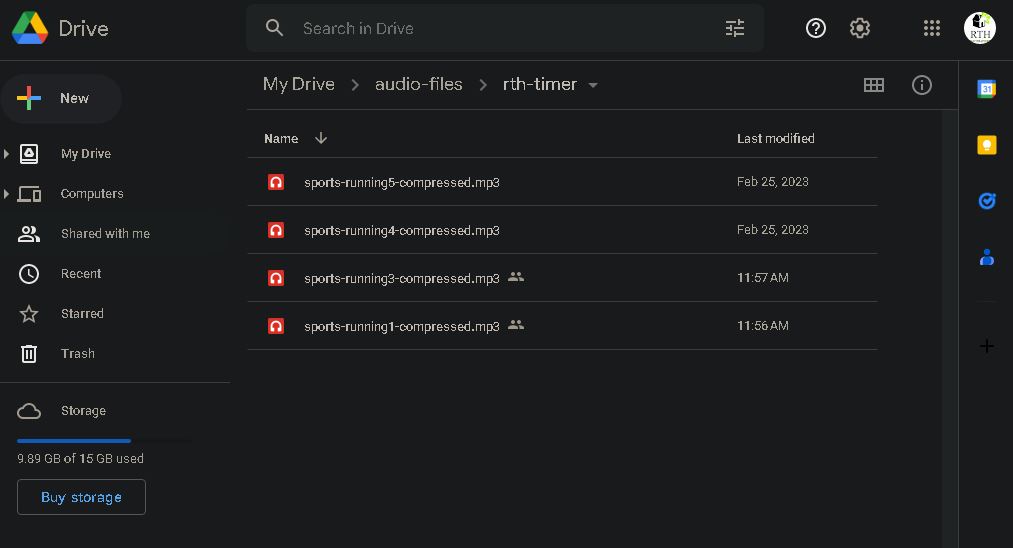 Drive
Search in Drive
RTH
New
My Drive
Computers
Shared with me
Recent
Starred
Trash
Storage
9.89 GB of 15 GB used
Buy storage
My Drive > audio-files > rth-timer
Name Last modified
sports-running5-compressed.mp3 Feb 25, 2023
sports-running4-compressed.mp3 Feb 25, 2023
sports-running3-compressed.mp3 11:57 AM
sports-running1-compressed.mp3 11:56 AM
31